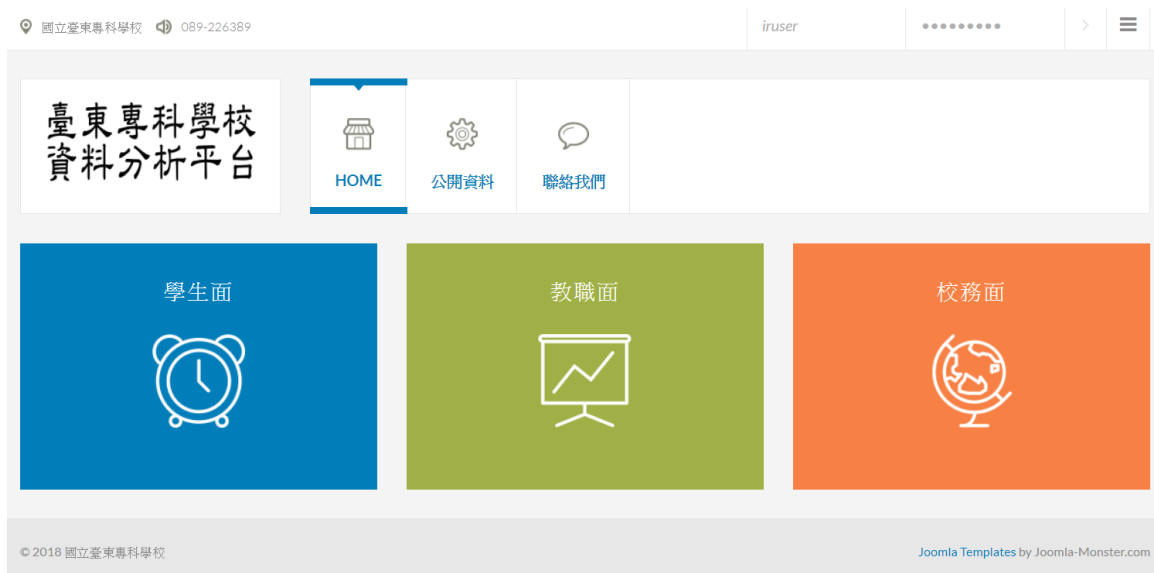 國立臺東專科學校 089-226389 iruser
臺東專科學校
資料分析平台
HOME 公開資料 聯絡我們
學生面 教職面 校務面
© 2018 國立臺東專科學校 Joomla Templates by Joomla-Monster.com